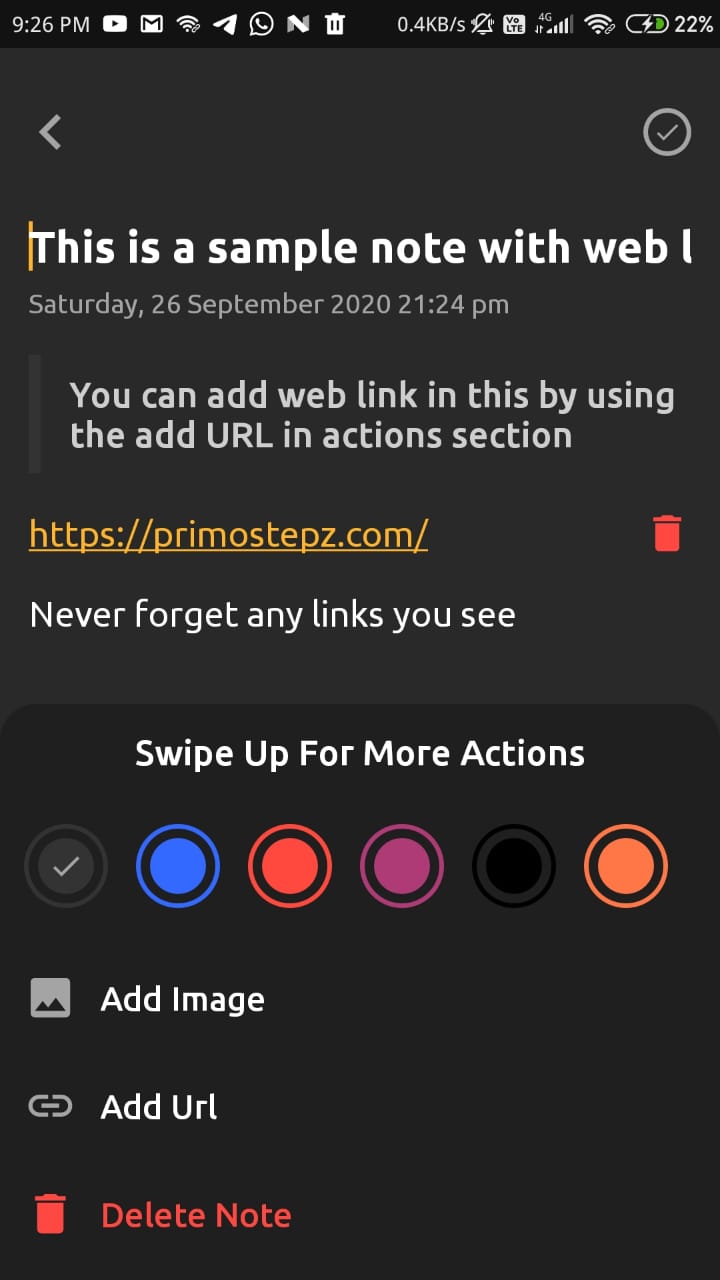 9:26 PM 0.4KB/s Vo LTE 4G 22%
This is a sample note with web l
Saturday, 26 September 2020 21:24 pm
You can add web link in this by using
the add URL in actions section
https://primostepz.com/
Never forget any links you see
Swipe Up For More Actions
Add Image
Add Url
Delete Note